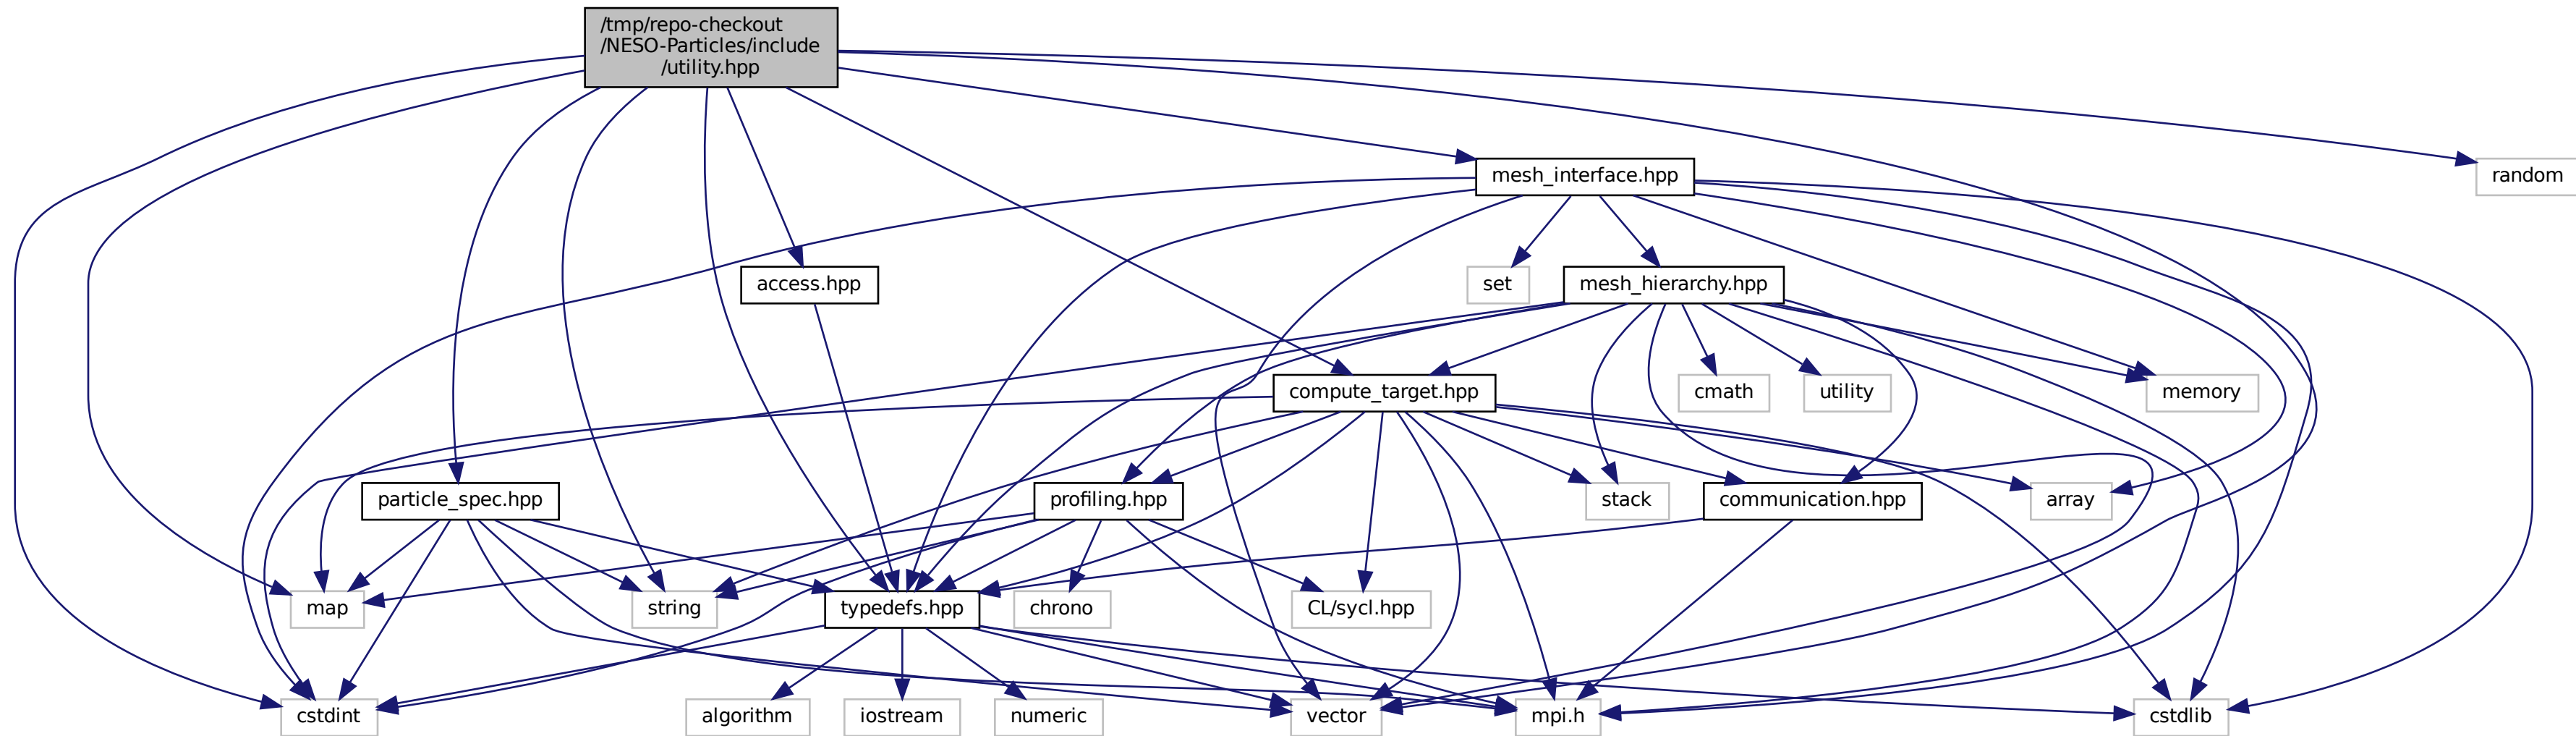 /tmp/repo-checkout
/NESO-Particles/include
/utility.hpp
mesh_interface.hpp
random
access.hpp
set
mesh_hierarchy.hpp
compute_target.hpp
cmath
utility
memory
particle_spec.hpp
profiling.hpp
stack
communication.hpp
array
map
string
typedefs.hpp
chrono
CL/sycl.hpp
cstdint
algorithm
iostream
numeric
vector
mpi.h
cstdlib